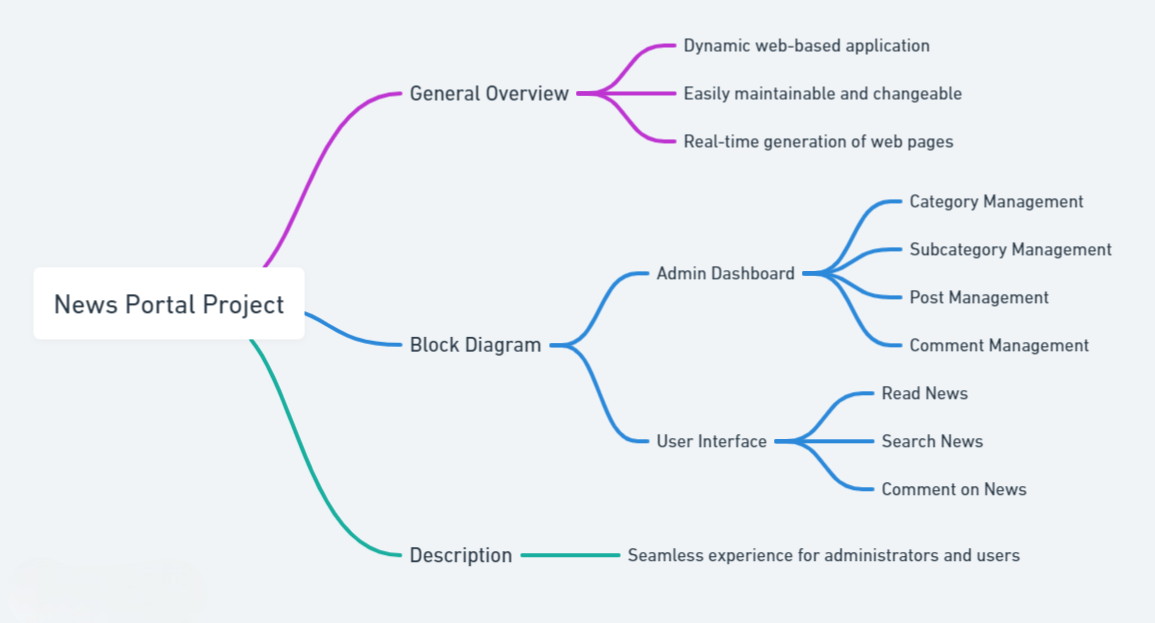 News Portal Project
General Overview
Dynamic web-based application
Easily maintainable and changeable
Real-time generation of web pages
Block Diagram
Admin Dashboard
Category Management
Subcategory Management
Post Management
Comment Management
User Interface
Read News
Search News
Comment on News
Description
Seamless experience for administrators and users